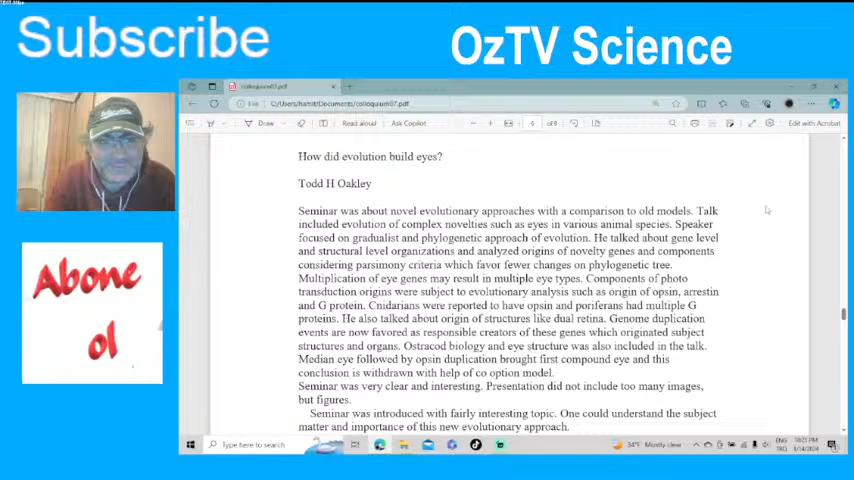 Subscribe
OzTV Science
colloquium07.pdf
File
C:/Users/hamit/Documents/colloquium07.pdf
Draw
Read aloud
Ask Copilot
6
of 8
Edit with Acrobat
How did evolution build eyes?
Todd H Oakley
Seminar was about novel evolutionary approaches with a comparison to old models. Talk
included evolution of complex novelties such as eyes in various animal species. Speaker
focused on gradualist and phylogenetic approach of evolution. He talked about gene level
and structural level organizations and analyzed origins of novelty genes and components
considering parsimony criteria which favor fewer changes on phylogenetic tree.
Multiplication of eye genes may result in multiple eye types. Components of photo
transduction origins were subject to evolutionary analysis such as origin of opsin, arrestin
and G protein. Cnidarians were reported to have opsin and poriferans had multiple G
proteins. He also talked about origin of structures like dual retina. Genome duplication
events are now favored as responsible creators of these genes which originated subject
structures and organs. Ostracod biology and eye structure was also included in the talk.
Median eye followed by opsin duplication brought first compound eye and this
conclusion is withdrawn with help of co option model.
Seminar was very clear and interesting. Presentation did not include too many images,
but figures.
Seminar was introduced with fairly interesting topic. One could understand the subject
matter and importance of this new evolutionary approach.
Abone
ol
Type here to search
34°F Mostly clear
ENG
1/14/2024